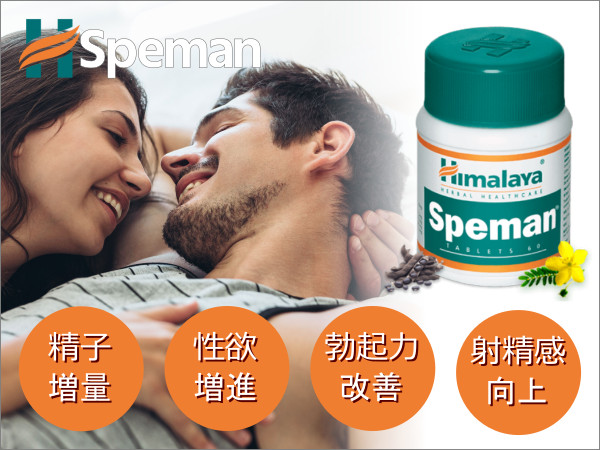 Speman
Himalaya
HERBAL HEALTHCARE
Speman®
TABLETS 60
精子
増量
性欲
増進
勃起力
改善
射精感
向上